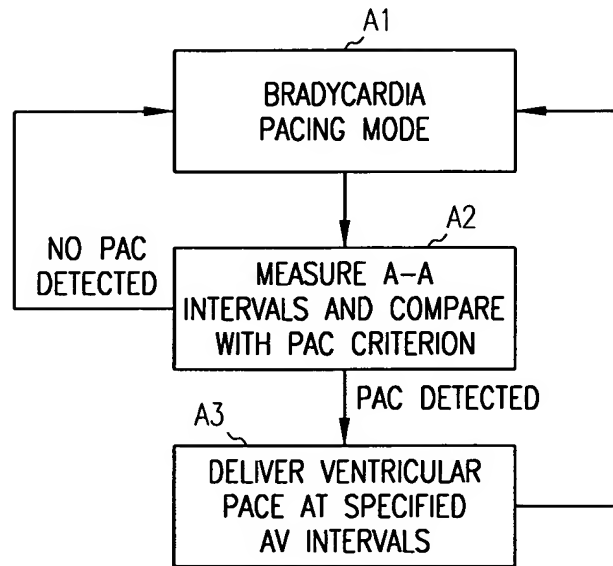 A1
BRADYCARDIA
PACING MODE
A2
NO PAC
DETECTED
MEASURE A-A
INTERVALS AND COMPARE
WITH PAC CRITERION
PAC DETECTED
A3
DELIVER VENTRICULAR
PACE AT SPECIFIED
AV INTERVALS